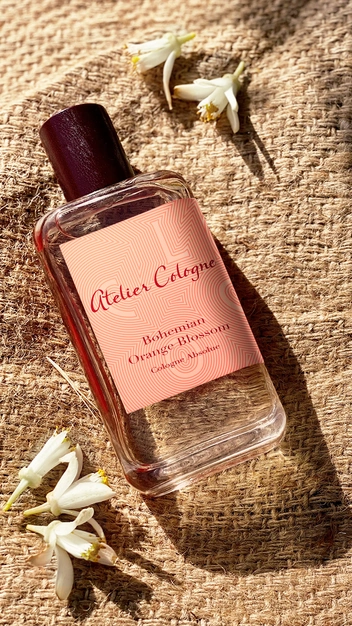 Atelier Cologne
Bohemian
Orange Blossom
Cologne Absolue